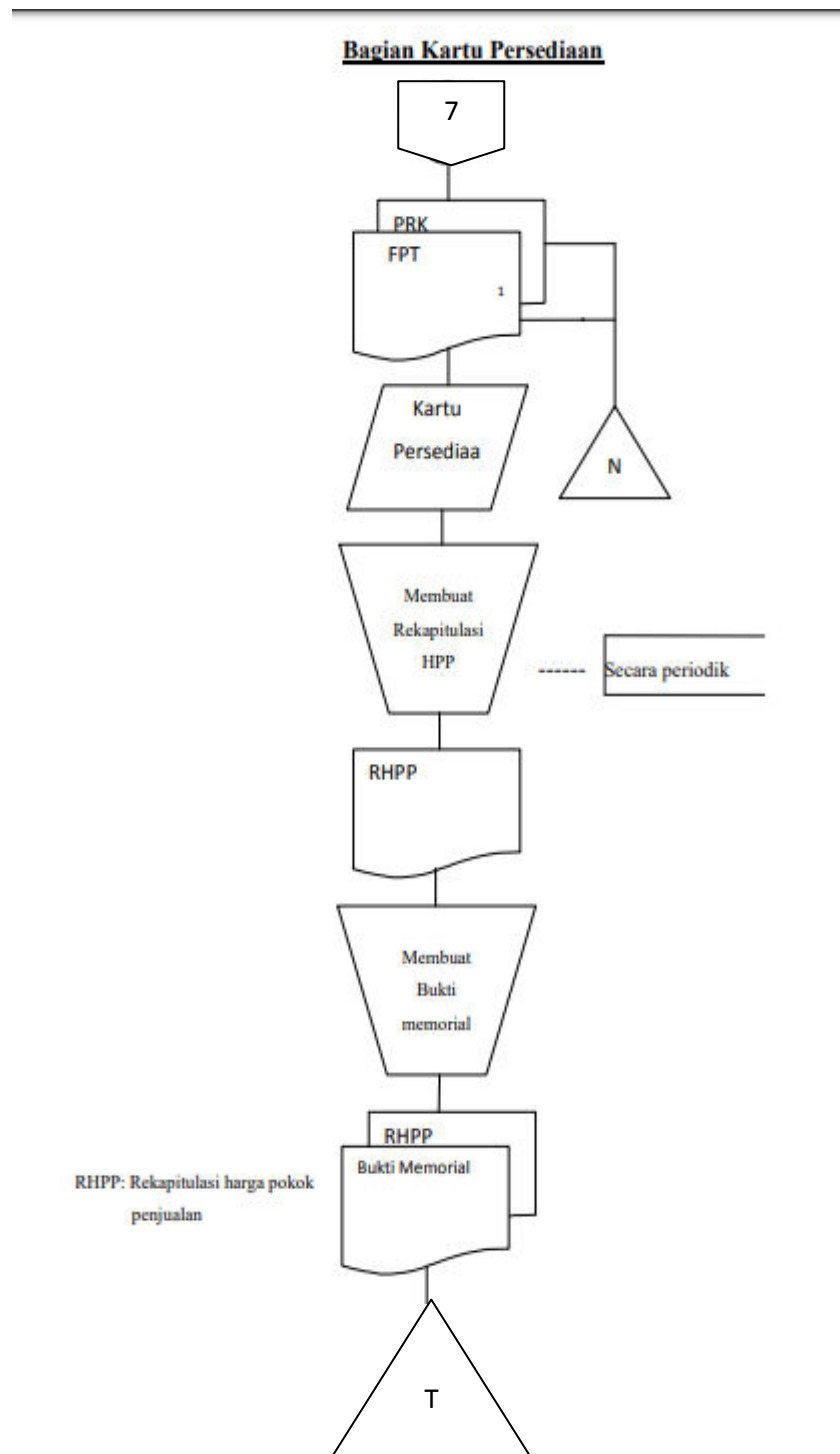 Bagian Kartu Persediaan
7
PRK
FPT
1
Kartu
Persediaa
N
Membuat
Rekapitulasi
HPP
------ Secara periodik
RHPP
Membuat
Bukti
memorial
RHPP
Bukti Memorial
RHPP: Rekapitulasi harga pokok
penjualan
T